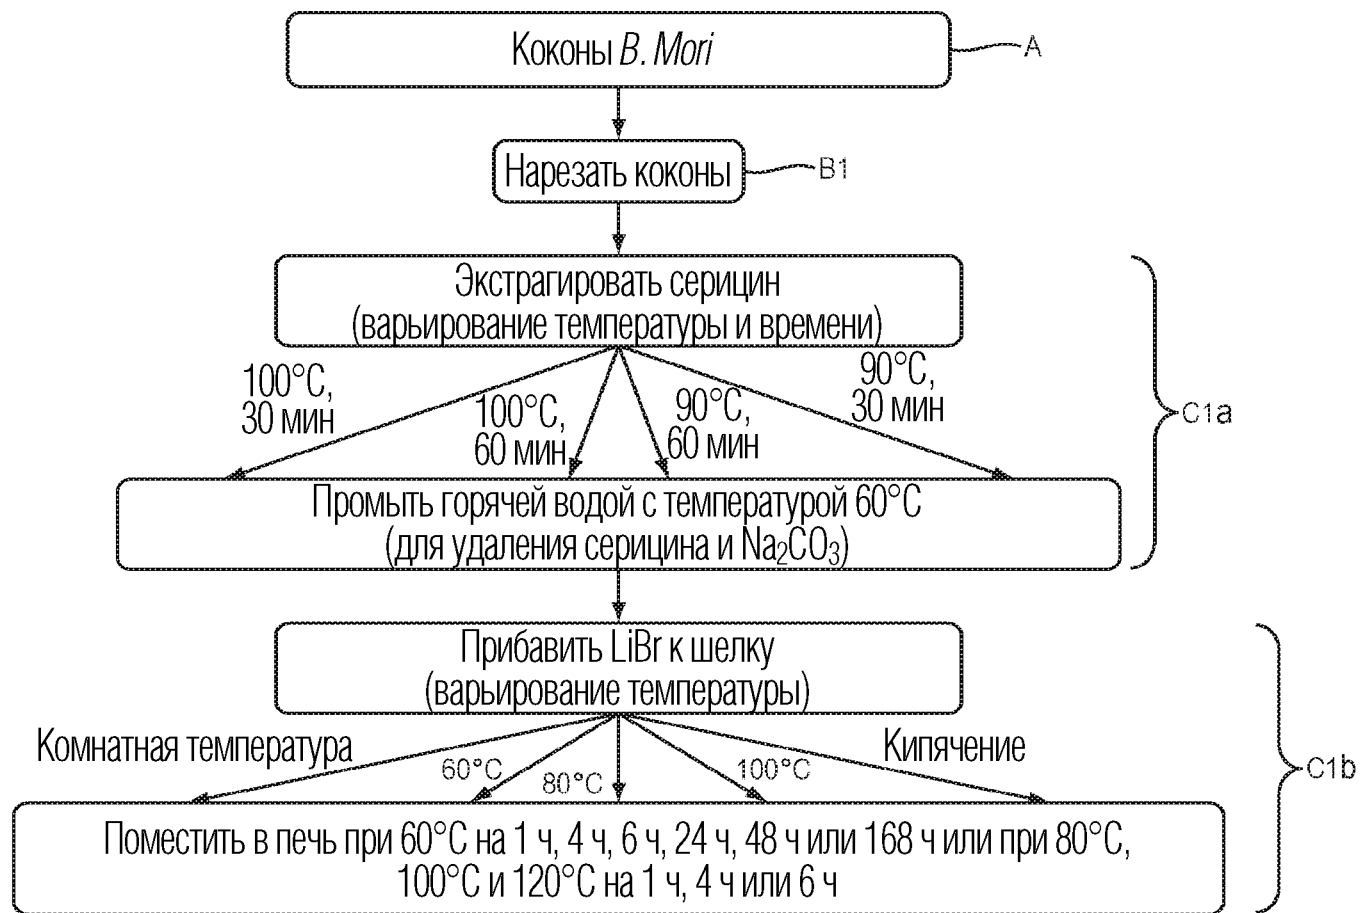 Коконы B. Mori
A
Нарезать коконы
B1
Экстрагировать серицин
(варьирование температуры и времени)
100°C,
30 мин
100°C,
60 мин
90°C,
60 мин
90°C,
30 мин
C1a
Промыть горячей водой с температурой 60°C
(для удаления серицина и Na₂CO₃)
Прибавить LiBr к шелку
(варьирование температуры)
Комнатная температура
60°C
80°C
100°C
Кипячение
C1b
Поместить в печь при 60°C на 1 ч, 4 ч, 6 ч, 24 ч, 48 ч или 168 ч или при 80°C,
100°C и 120°C на 1 ч, 4 ч или 6 ч